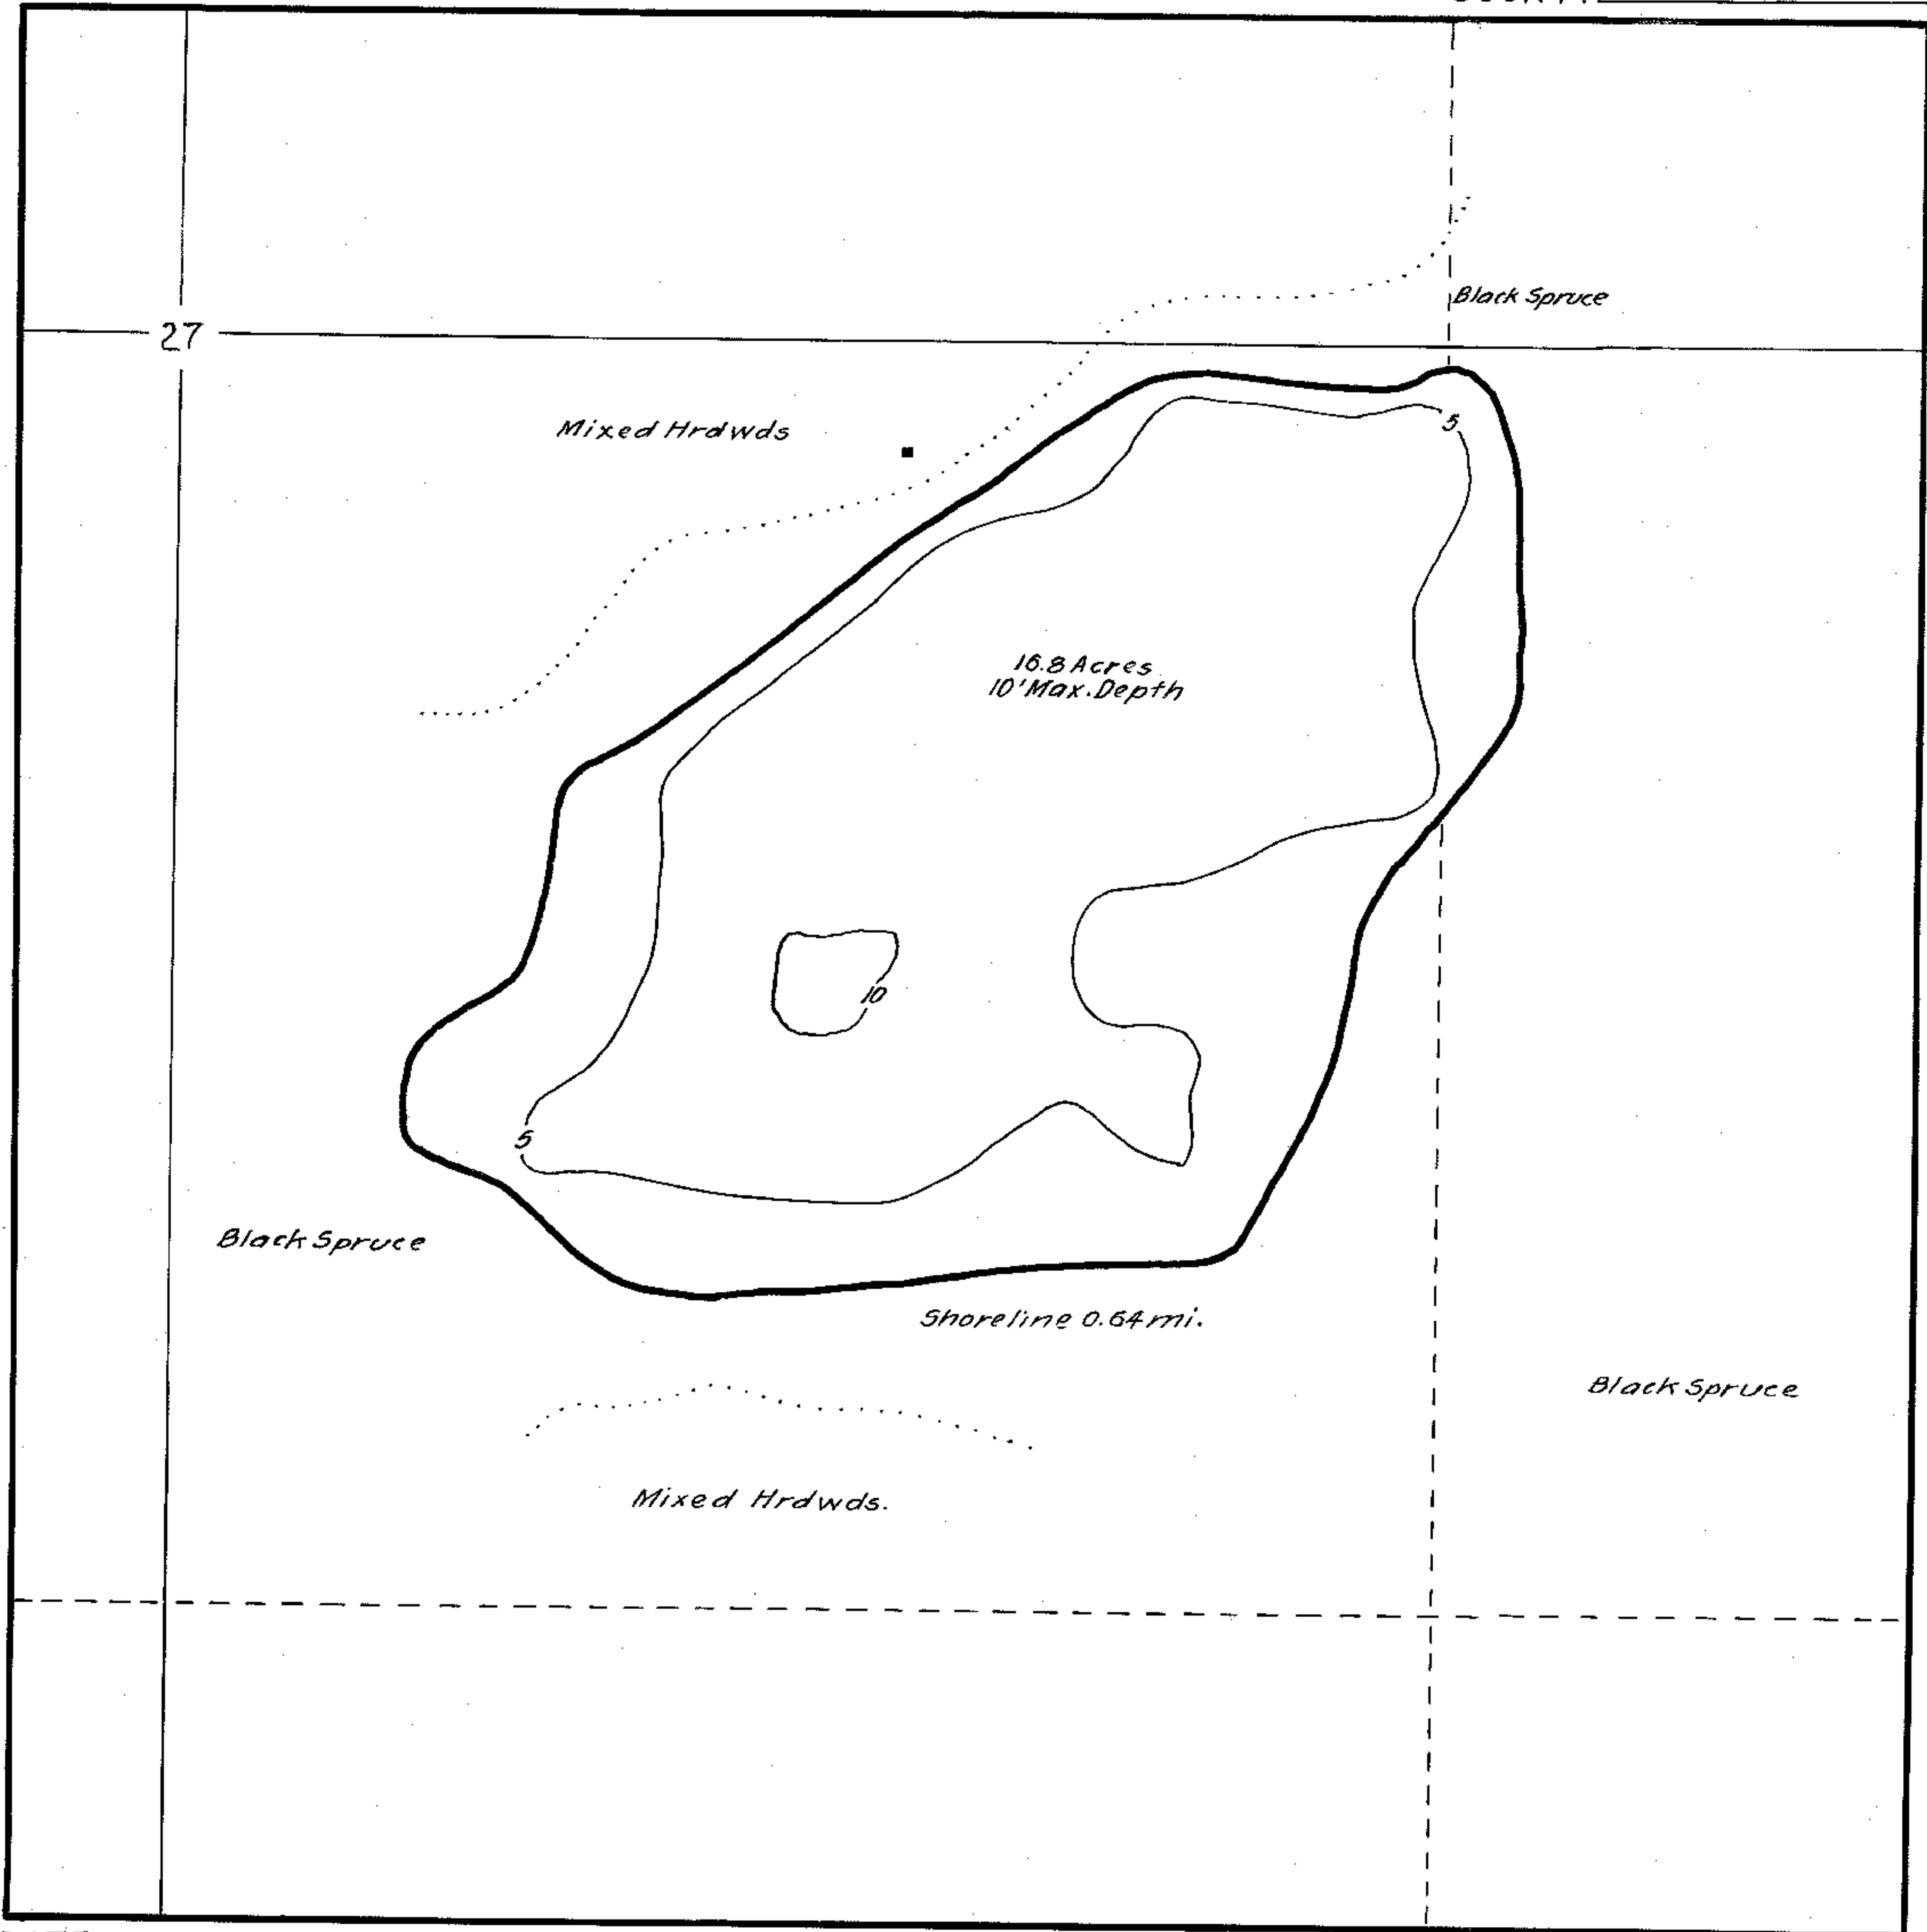 Black Spruce
27
Mixed Hrdwds
5
16.8 Acres
10' Max. Depth
10
5
Black Spruce
Shoreline 0.64 mi.
Black Spruce
Mixed Hrdwds.